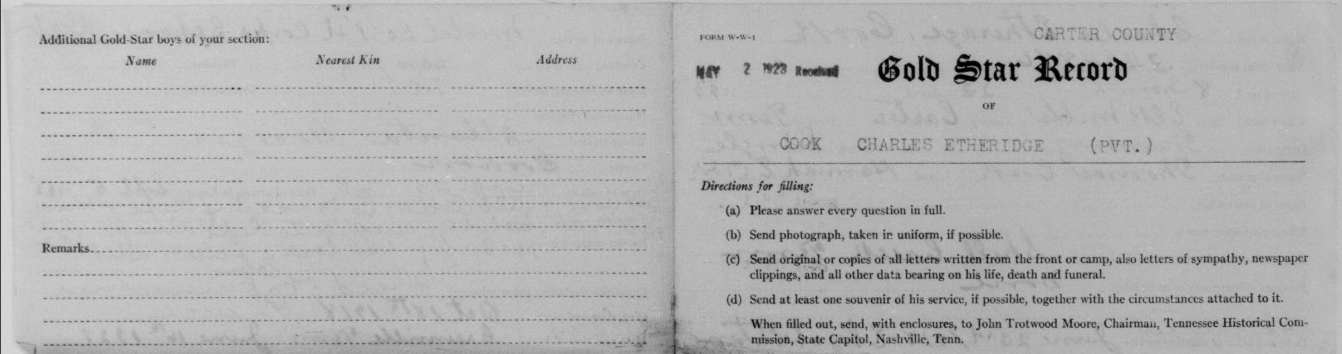 Additional Gold-Star boys of your section:
Name Nearest Kin Address
Remarks
FORM W-W-1
CARTER COUNTY
MAY 2 1923 Received
Gold Star Record
OF
COOK CHARLES ETHERIDGE (PVT.)
Directions for filling:
(a) Please answer every question in full.
(b) Send photograph, taken in uniform, if possible.
(c) Send original or copies of all letters written from the front or camp, also letters of sympathy, newspaper
clippings, and all other data bearing on his life, death and funeral.
(d) Send at least one souvenir of his service, if possible, together with the circumstances attached to it.
When filled out, send, with enclosures, to John Trotwood Moore, Chairman, Tennessee Historical Com-
mission, State Capitol, Nashville, Tenn.